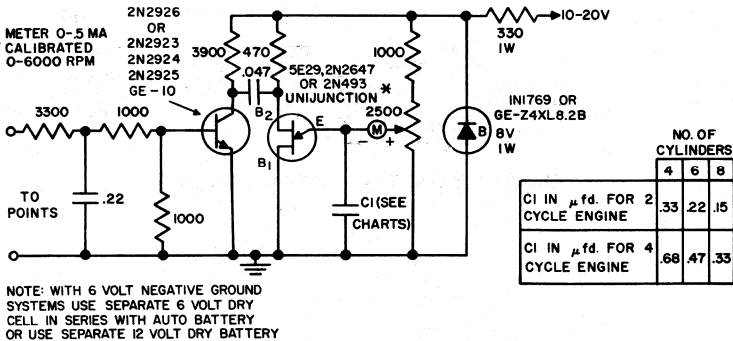 METER 0-.5 MA
CALIBRATED
0-6000 RPM
2N2926
OR
2N2923
2N2924
2N2925
GE-10
3900
470
.047
B2
5E29,2N2647
OR 2N493
UNIJUNCTION *
1000
2500
330
1W
10-20V
IN1769 OR
GE-Z4XL8.2B
B
8V
1W
3300
1000
E
M
- +
B1
TO
POINTS
.22
1000
C1(SEE
CHARTS)
NO. OF
CYLINDERS
4 6 8
C1 IN μfd. FOR 2
CYCLE ENGINE
.33 .22 .15
C1 IN μfd. FOR 4
CYCLE ENGINE
.68 .47 .33
NOTE: WITH 6 VOLT NEGATIVE GROUND
SYSTEMS USE SEPARATE 6 VOLT DRY
CELL IN SERIES WITH AUTO BATTERY
OR USE SEPARATE 12 VOLT DRY BATTERY